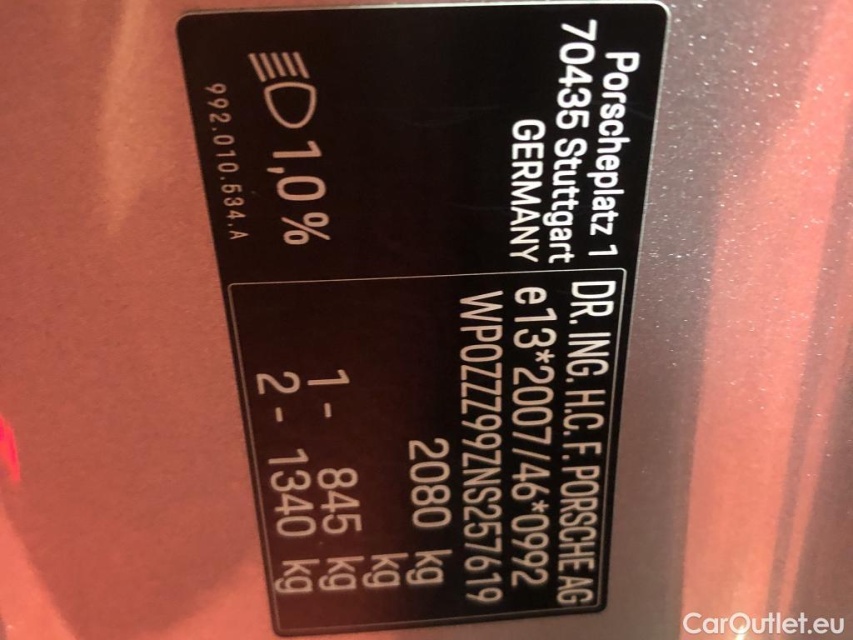 Porscheplatz 1
70435 Stuttgart
GERMANY
1,0%
992.010.534.A
DR. ING. H.C. F. PORSCHE AG
e13*2007/46*0992
WP0ZZZ99ZNS257619
2080 kg
kg
1- 845 kg
2- 1340 kg
CarOutlet.eu